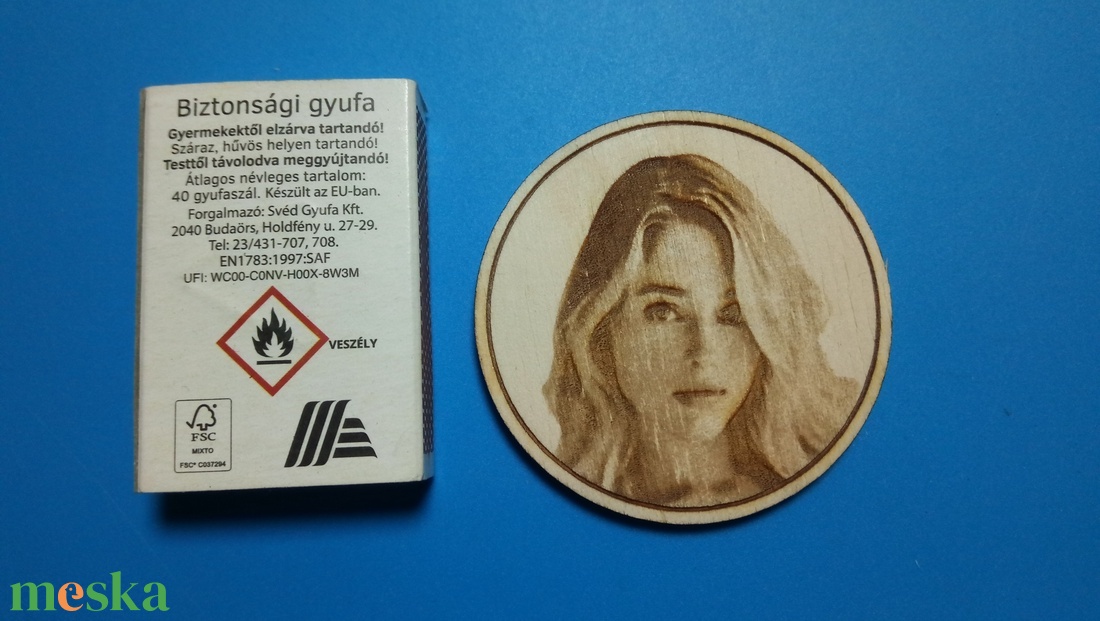 Biztonsági gyufa
Gyermekektől elzárva tartandó!
Száraz, hűvös helyen tartandó!
Testtől távolodva meggyújtandó!
Átlagos névleges tartalom:
40 gyufaszál. Készült az EU-ban.
Forgalmazó: Svéd Gyufa Kft.
2040 Budaörs, Holdfény u. 27-29.
Tel: 23/431-707, 708.
EN1783:1997:SAF
UFI: WC00-C0NV-H00X-8W3M
VESZÉLY
FSC
MIXTO
FSC® C037294
meska